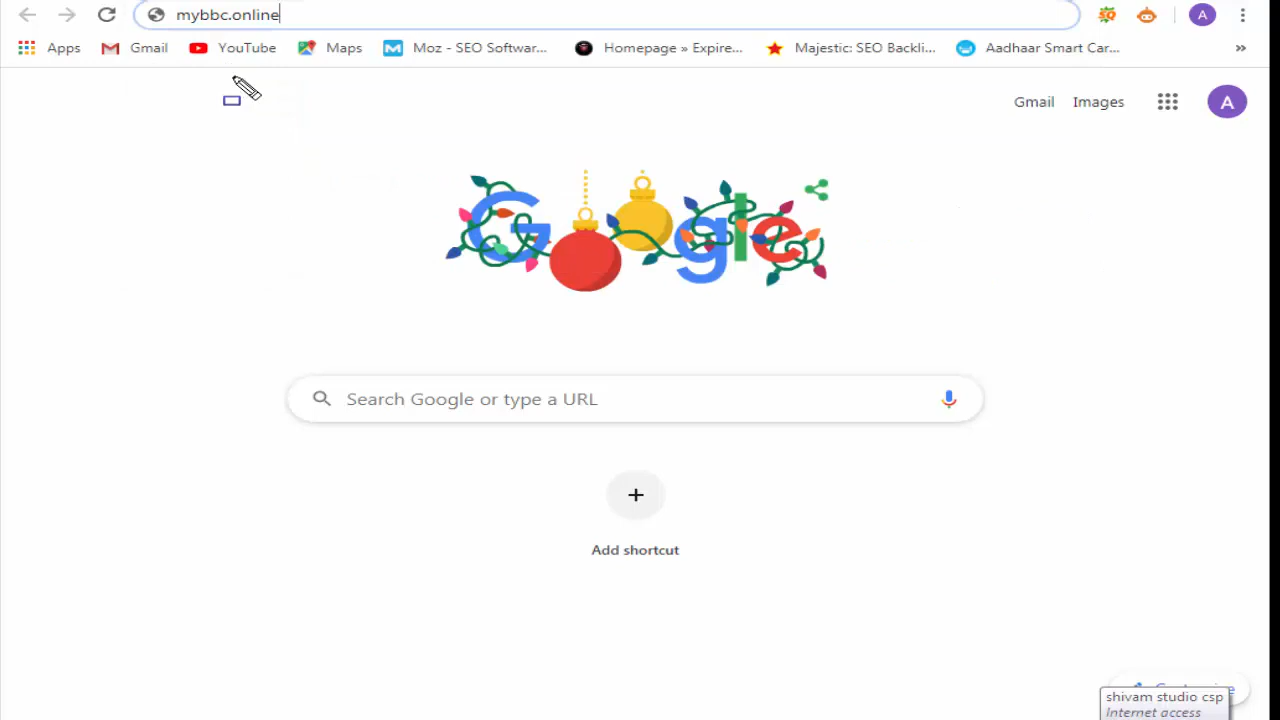 mybbc.online
Apps Gmail YouTube Maps Moz - SEO Softwar... Homepage » Expire... Majestic: SEO Backli... Aadhaar Smart Car... »
Gmail Images A
Google
Search Google or type a URL
Add shortcut
shivam studio csp
Internet access